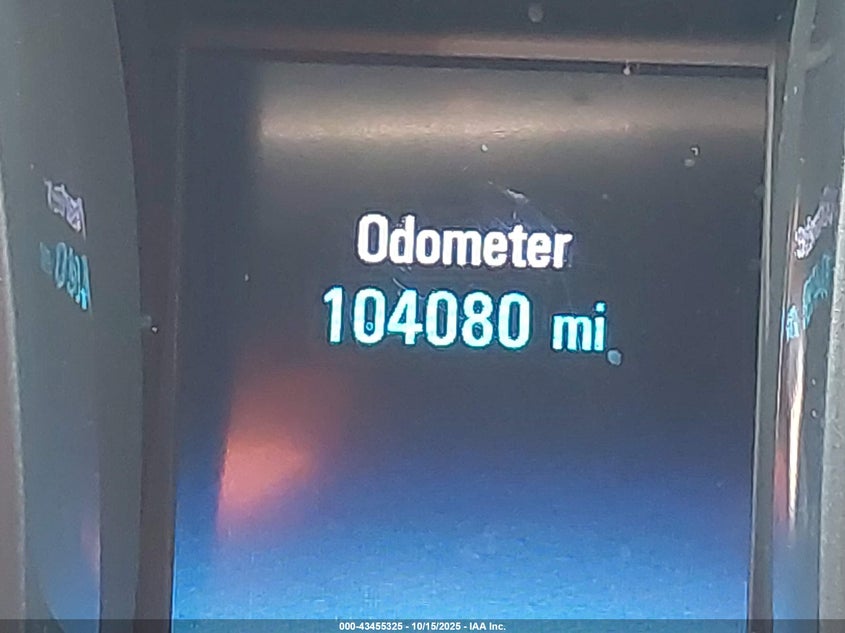 Odometer
104080 mi
000-43455325 - 10/15/2025 - IAA Inc.